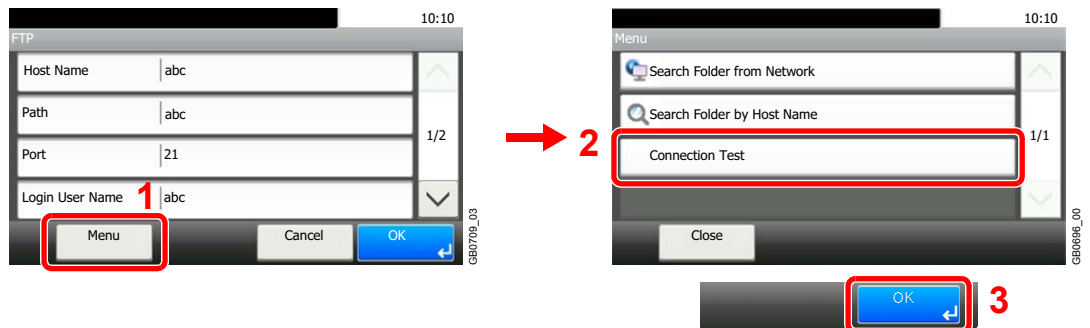 10:10
FTP
Host Name abc
Path abc
1/2
Port 21
Login User Name abc
1
Menu Cancel OK
GB0709_03
10:10
Menu
Search Folder from Network
Search Folder by Host Name
1/1
2
Connection Test
Close
GB0696_00
OK
3